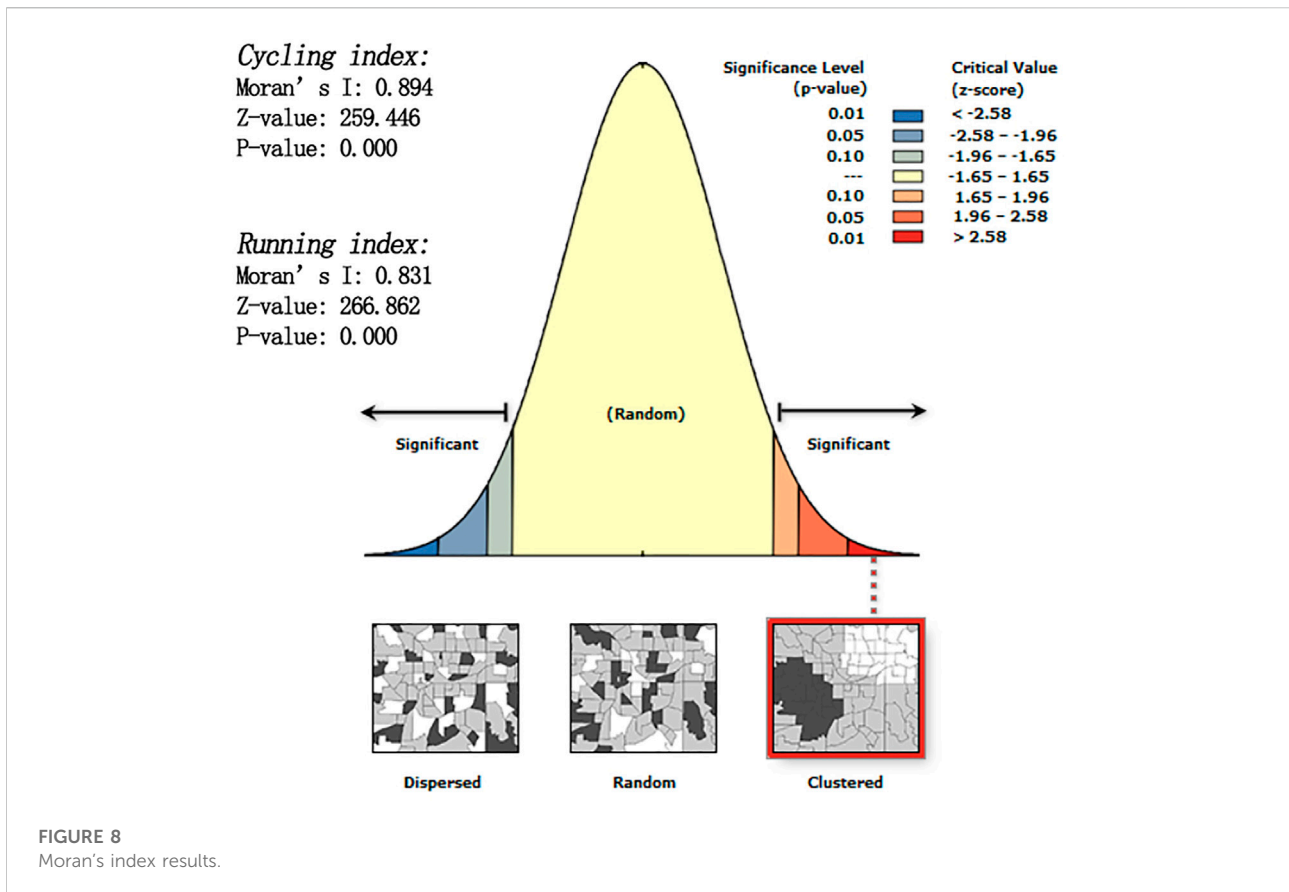 Cycling index:
Moran's I: 0.894
Z-value: 259.446
P-value: 0.000
Running index:
Moran's I: 0.831
Z-value: 266.862
P-value: 0.000
Significance Level Critical Value
(p-value) (z-score)
0.01 < -2.58
0.05 -2.58 – -1.96
0.10 -1.96 – -1.65
--- -1.65 – 1.65
0.10 1.65 – 1.96
0.05 1.96 – 2.58
0.01 > 2.58
(Random)
Significant Significant
Dispersed Random Clustered
FIGURE 8
Moran's index results.